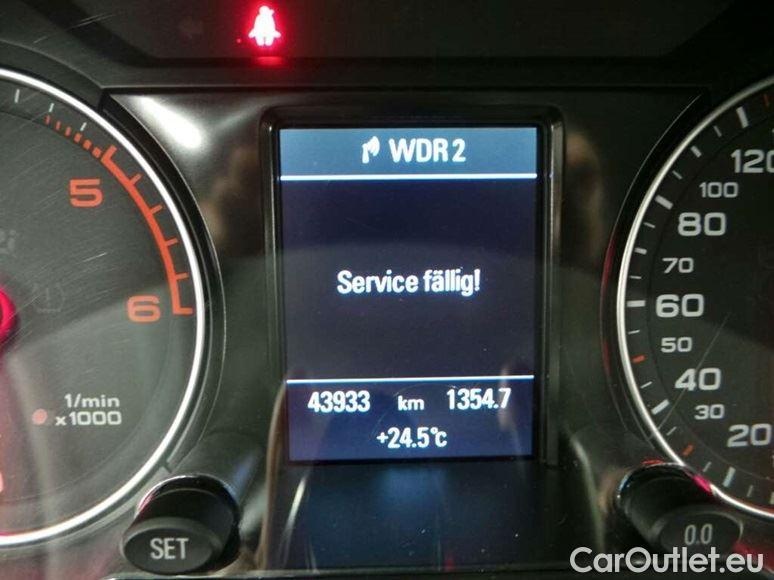 WDR 2
Service fällig!
43933 km 1354.7
+24.5°C
5
6
1/min
x1000
SET
120
100
80
70
60
50
40
30
20
0.0
CarOutlet.eu